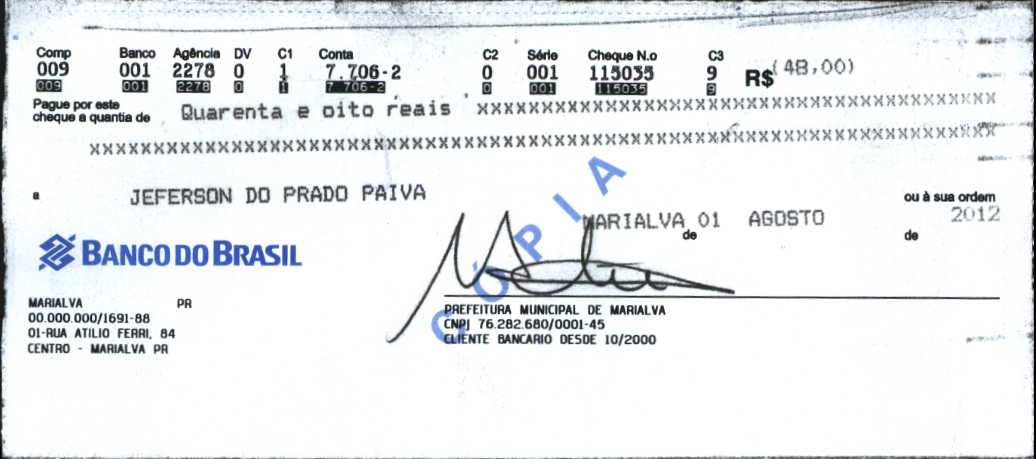 Comp Banco Agência DV C1 Conta C2 Série Cheque N.o C3
009 001 2278 0 1 7.706-2 0 001 115035 9 R$ (48,00)
009 001 2278 0 1 7 706-2 0 001 115035 9
Pague por este
cheque a quantia de Quarenta e oito reais xxxxxxxxxxxxxxxxxxxxxxxxxxxxxxxxxxxxxxxxxxxxxxxxx
xxxxxxxxxxxxxxxxxxxxxxxxxxxxxxxxxxxxxxxxxxxxxxxxxxxxxxxxxxxxxxxxxxxxxxxxxxxxxxxxxxxxx
a JEFERSON DO PRADO PAIVA ou à sua ordem
MARIALVA 01 de AGOSTO de 2012
CÓPIA
BANCO DO BRASIL
MARIALVA PR
00.000.000/1691-88
01-RUA ATILIO FERRI, 84
CENTRO - MARIALVA PR
PREFEITURA MUNICIPAL DE MARIALVA
CNPJ 76.282.680/0001-45
CLIENTE BANCARIO DESDE 10/2000